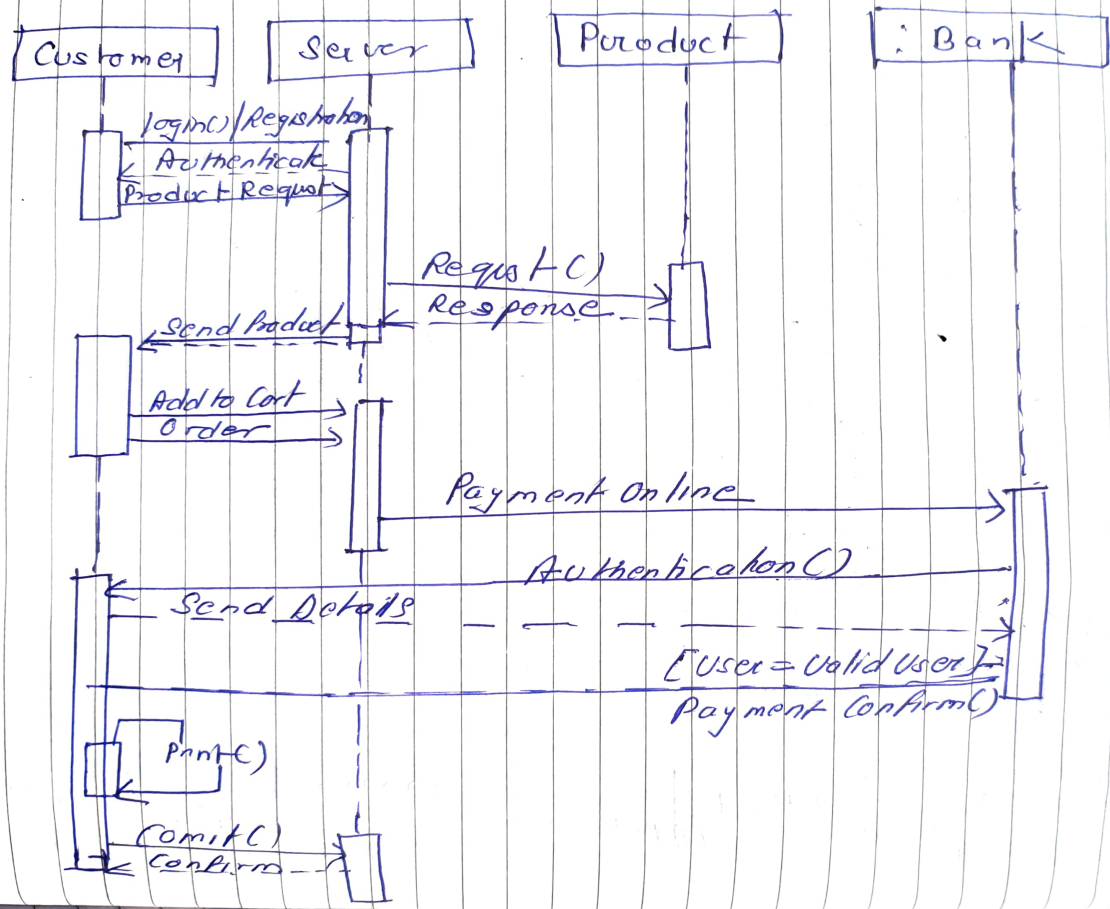 Customer
Server
Product
: Bank
login()/Registration
Authenticate
Product Request
Request()
Response
Send Product
Add to Cart
Order
Payment Online
Authentication()
Send Details
[User = Valid User]
Payment Confirm()
Print()
Comit()
Confirm